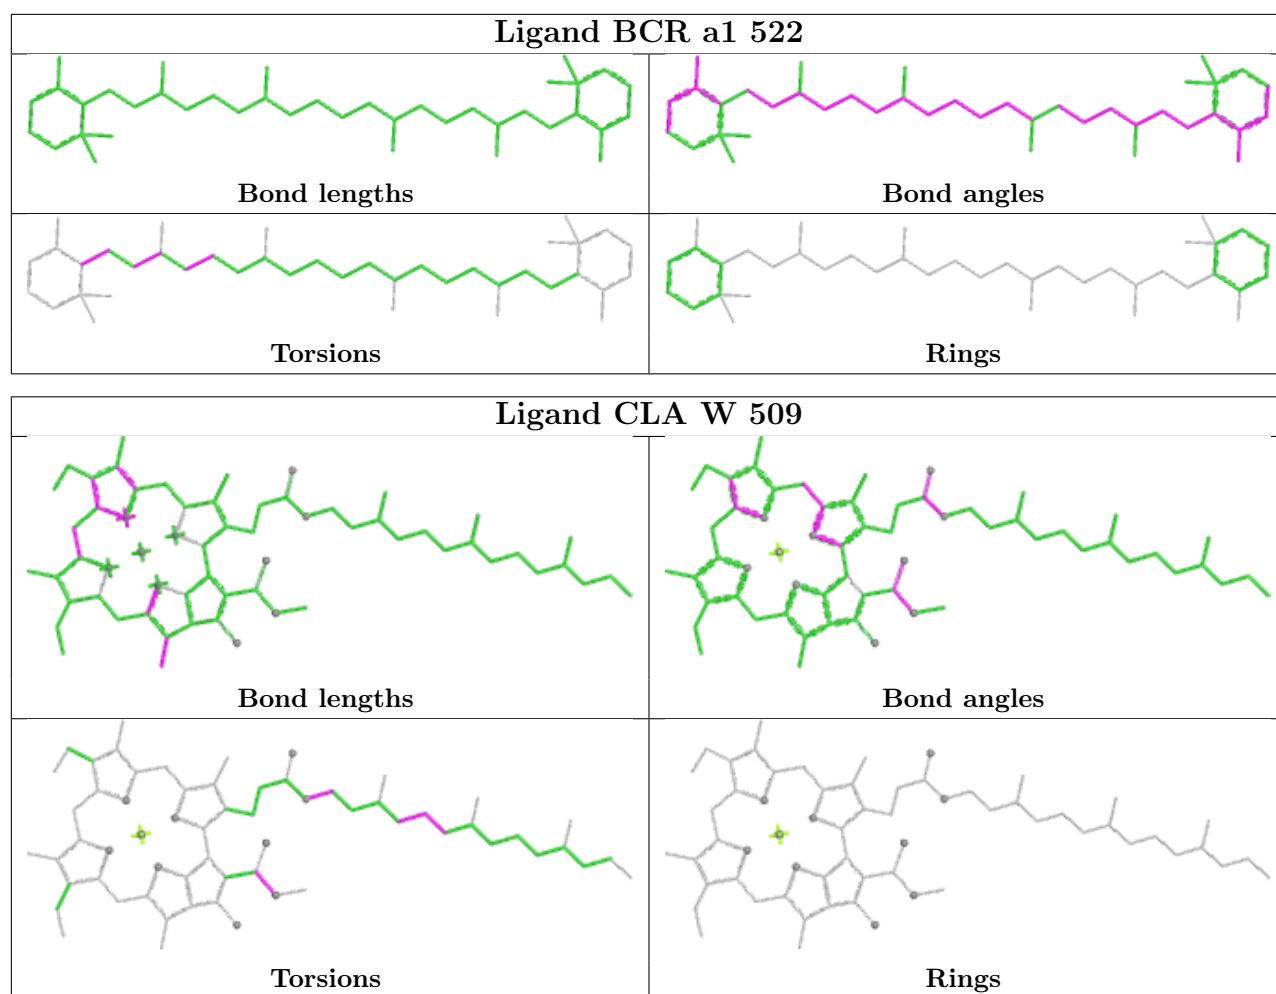 Ligand BCR a1 522
Bond lengths
Bond angles
Torsions
Rings
Ligand CLA W 509
Bond lengths
Bond angles
Torsions
Rings